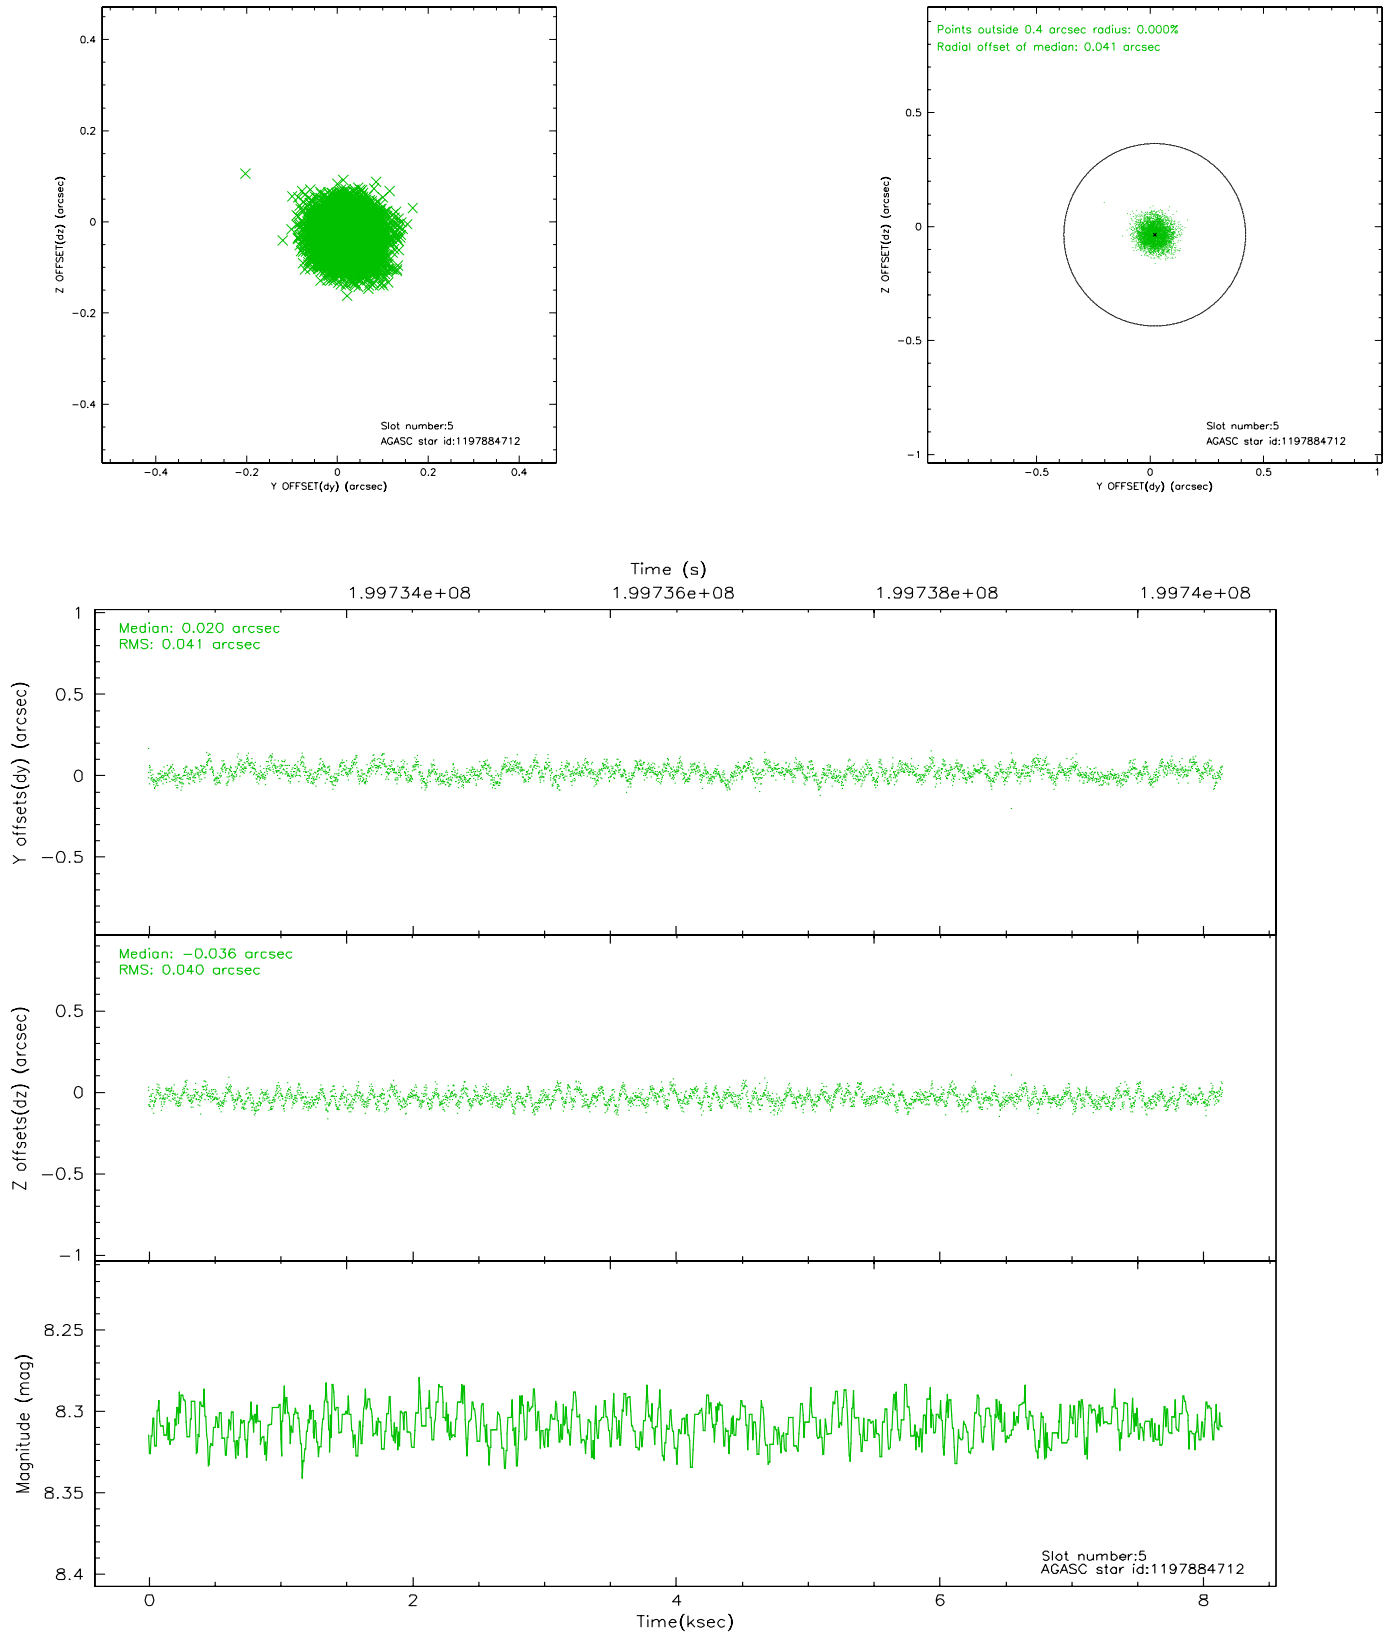 0.4
0.2
0
−0.2
−0.4
Z OFFSET(dz) (arcsec)
Slot number:5
AGASC star id:1197884712
−0.4 −0.2 0 0.2 0.4
Y OFFSET(dy) (arcsec)
Points outside 0.4 arcsec radius: 0.000%
Radial offset of median: 0.041 arcsec
0.5
0
−0.5
−1
Z OFFSET(dz) (arcsec)
Slot number:5
AGASC star id:1197884712
−0.5 0 0.5 1
Y OFFSET(dy) (arcsec)
Time (s)
1.99734e+08 1.99736e+08 1.99738e+08 1.9974e+08
Median: 0.020 arcsec
RMS: 0.041 arcsec
1
0.5
0
−0.5
Y offsets(dy) (arcsec)
Median: −0.036 arcsec
RMS: 0.040 arcsec
0.5
0
−0.5
−1
Z offsets(dz) (arcsec)
8.25
8.3
8.35
8.4
Magnitude (mag)
Slot number:5
AGASC star id:1197884712
0 2 4 6 8
Time(ksec)